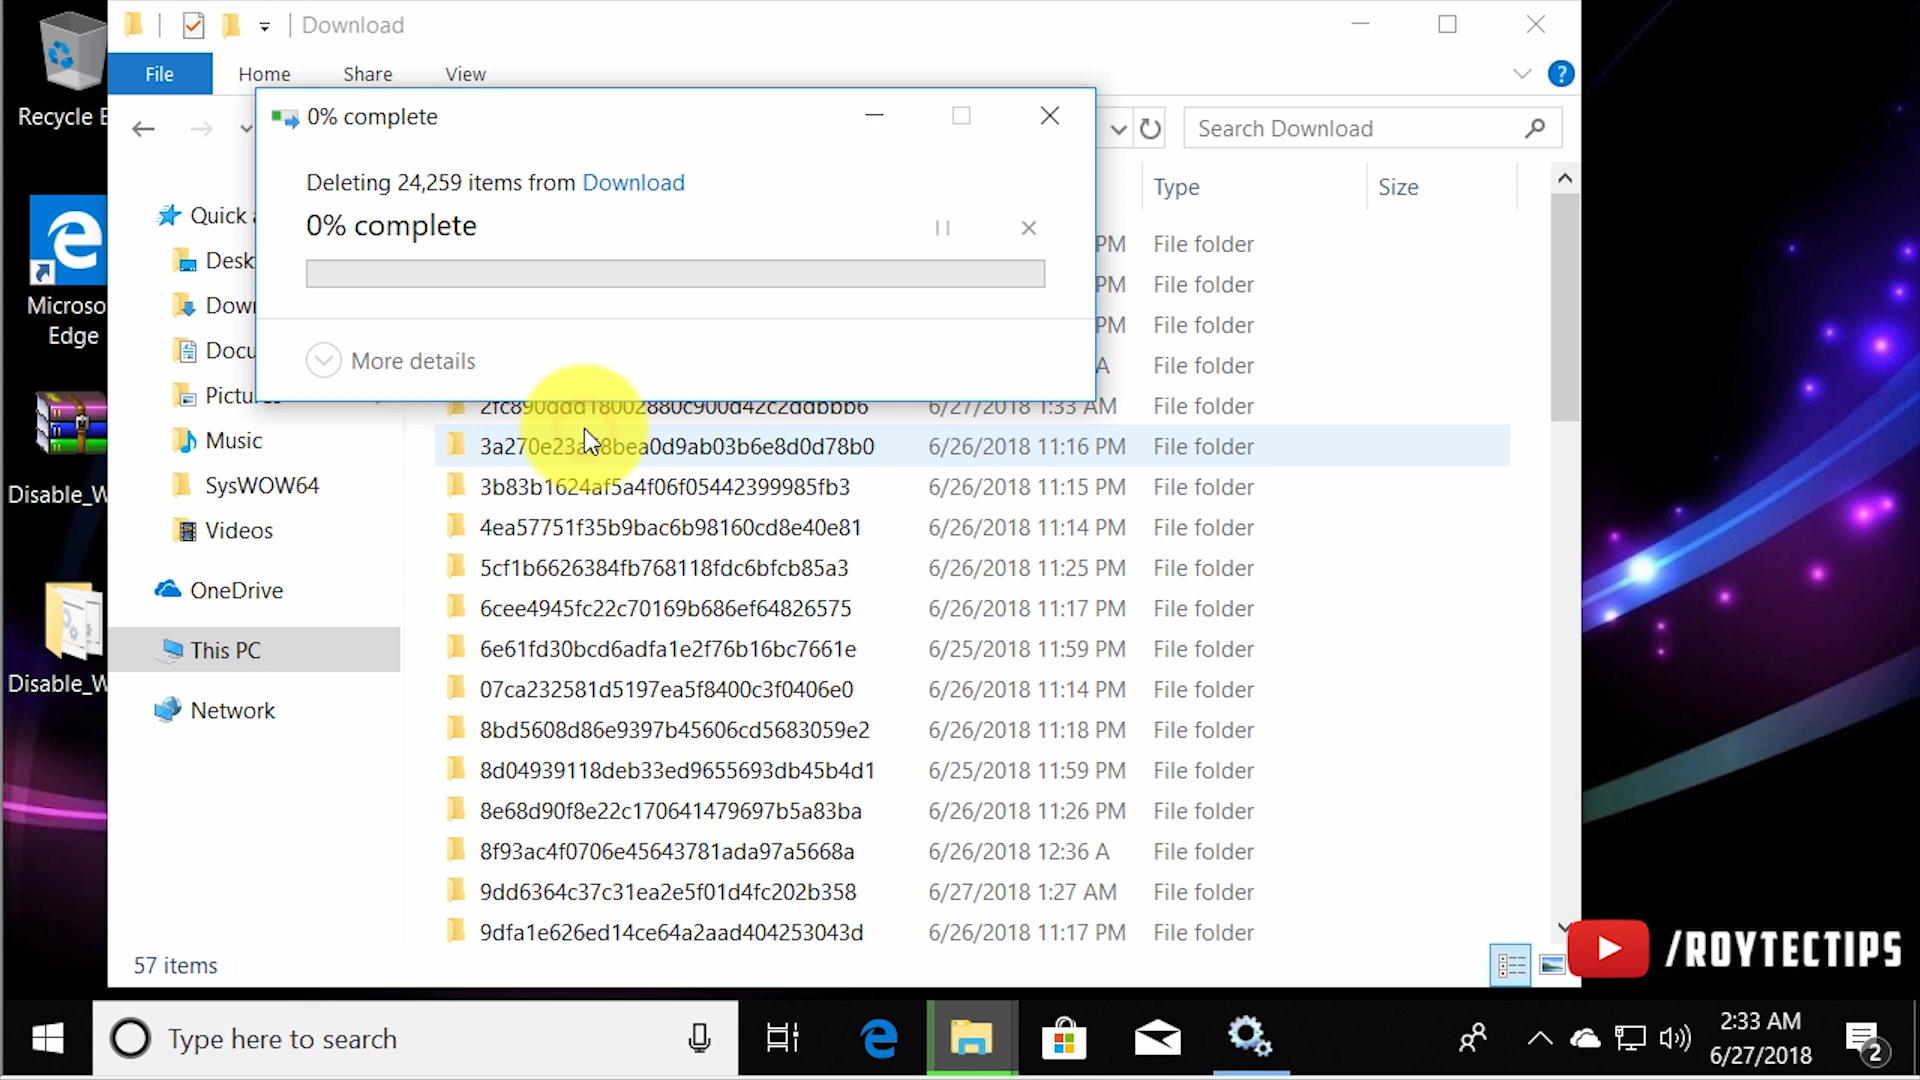 Download
File
Home
Share
View
0% complete
Search Download
Deleting 24,259 items from Download
0% complete
More details
Type
Size
Recycle
Microso
Edge
Disable_W
Disable_W
Quick
Desk
Down
Docu
Pictur
Music
SysWOW64
Videos
OneDrive
This PC
Network
PM File folder
PM File folder
PM File folder
A File folder
2fc890ddd18002880c900d42c2ddbbb6 6/27/2018 1:33 AM File folder
8bea0d9ab03b6e8d0d78b0 6/26/2018 11:16 PM File folder
3b83b1624af5a4f06f05442399985fb3 6/26/2018 11:15 PM File folder
4ea57751f35b9bac6b98160cd8e40e81 6/26/2018 11:14 PM File folder
5cf1b6626384fb768118fdc6bfcb85a3 6/26/2018 11:25 PM File folder
6cee4945fc22c70169b686ef64826575 6/26/2018 11:17 PM File folder
6e61fd30bcd6adfa1e2f76b16bc7661e 6/25/2018 11:59 PM File folder
07ca232581d5197ea5f8400c3f0406e0 6/26/2018 11:14 PM File folder
8bd5608d86e9397b45606cd5683059e2 6/26/2018 11:18 PM File folder
8d04939118deb33ed9655693db45b4d1 6/25/2018 11:59 PM File folder
8e68d90f8e22c170641479697b5a83ba 6/26/2018 11:26 PM File folder
8f93ac4f0706e45643781ada97a5668a 6/26/2018 12:36 A File folder
9dd6364c37c31ea2e5f01d4fc202b358 6/27/2018 1:27 AM File folder
9dfa1e626ed14ce64a2aad404253043d 6/26/2018 11:17 PM File folder
57 items
/ROYTECTIPS
Type here to search
2:33 AM
6/27/2018
2